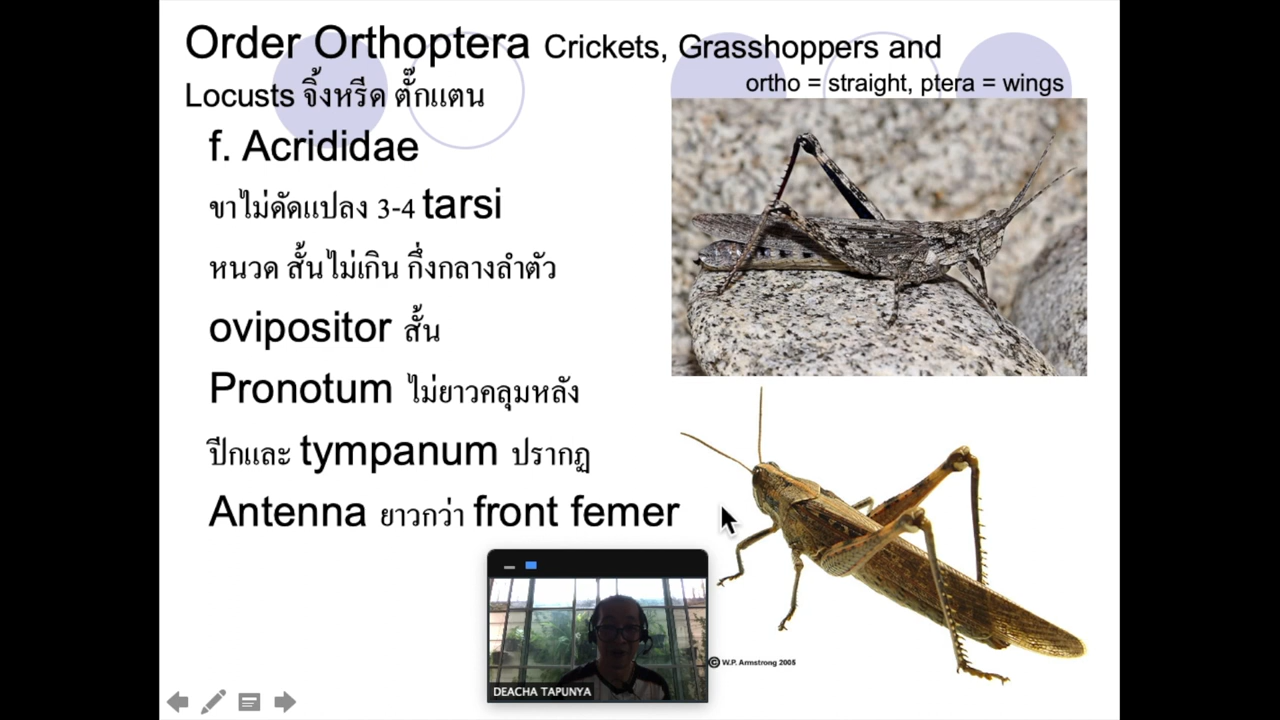 Order Orthoptera Crickets, Grasshoppers and
ortho = straight, ptera = wings
Locusts จิ้งหรีด ตั๊กแตน
f. Acrididae
ขาไม่ดัดแปลง 3-4 tarsi
หนวด สั้นไม่เกิน กึ่งกลางลำตัว
ovipositor สั้น
Pronotum ไม่ยาวคลุมหลัง
ปีกและ tympanum ปรากฏ
Antenna ยาวกว่า front femer
© W.P. Armstrong 2005
DEACHA TAPUNYA